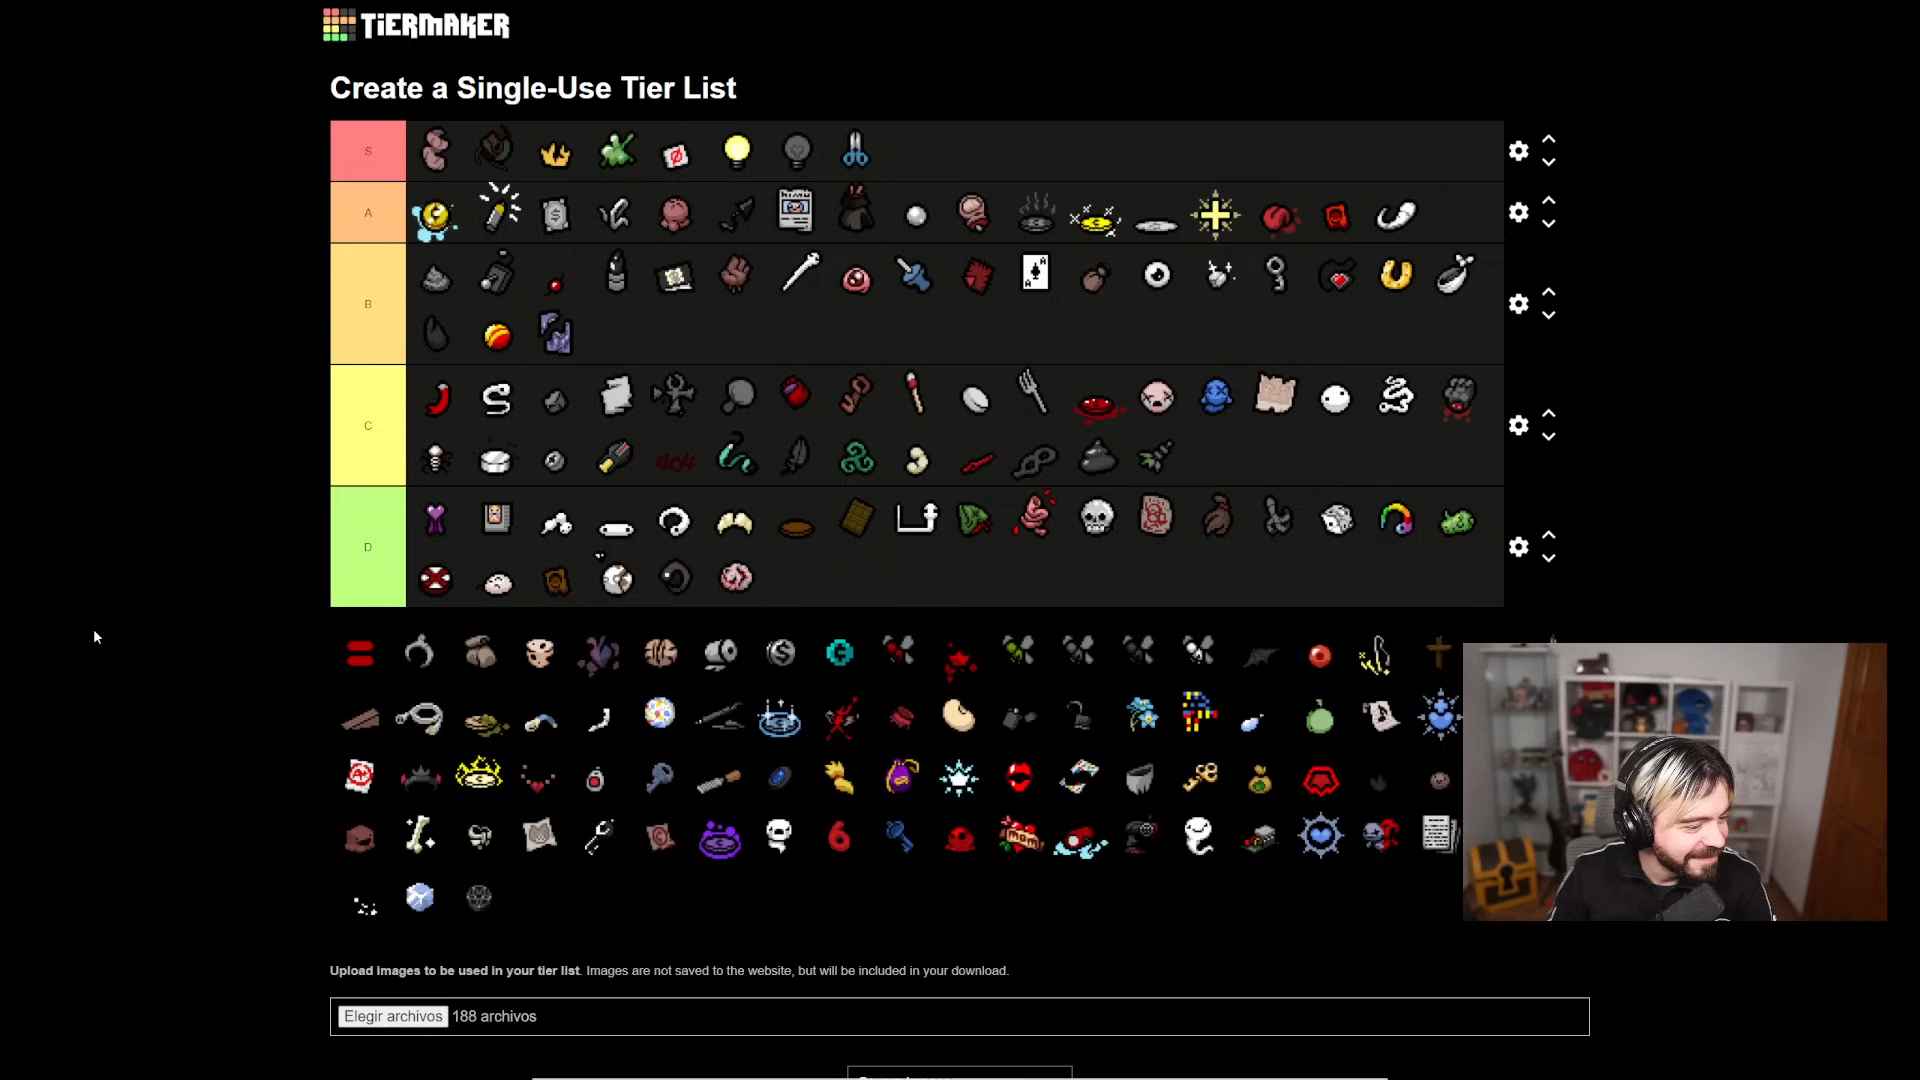 TiERMAKER
Create a Single-Use Tier List
S
A
B
C
404
D
Upload images to be used in your tier list. Images are not saved to the website, but will be included in your download.
Elegir archivos 188 archivos